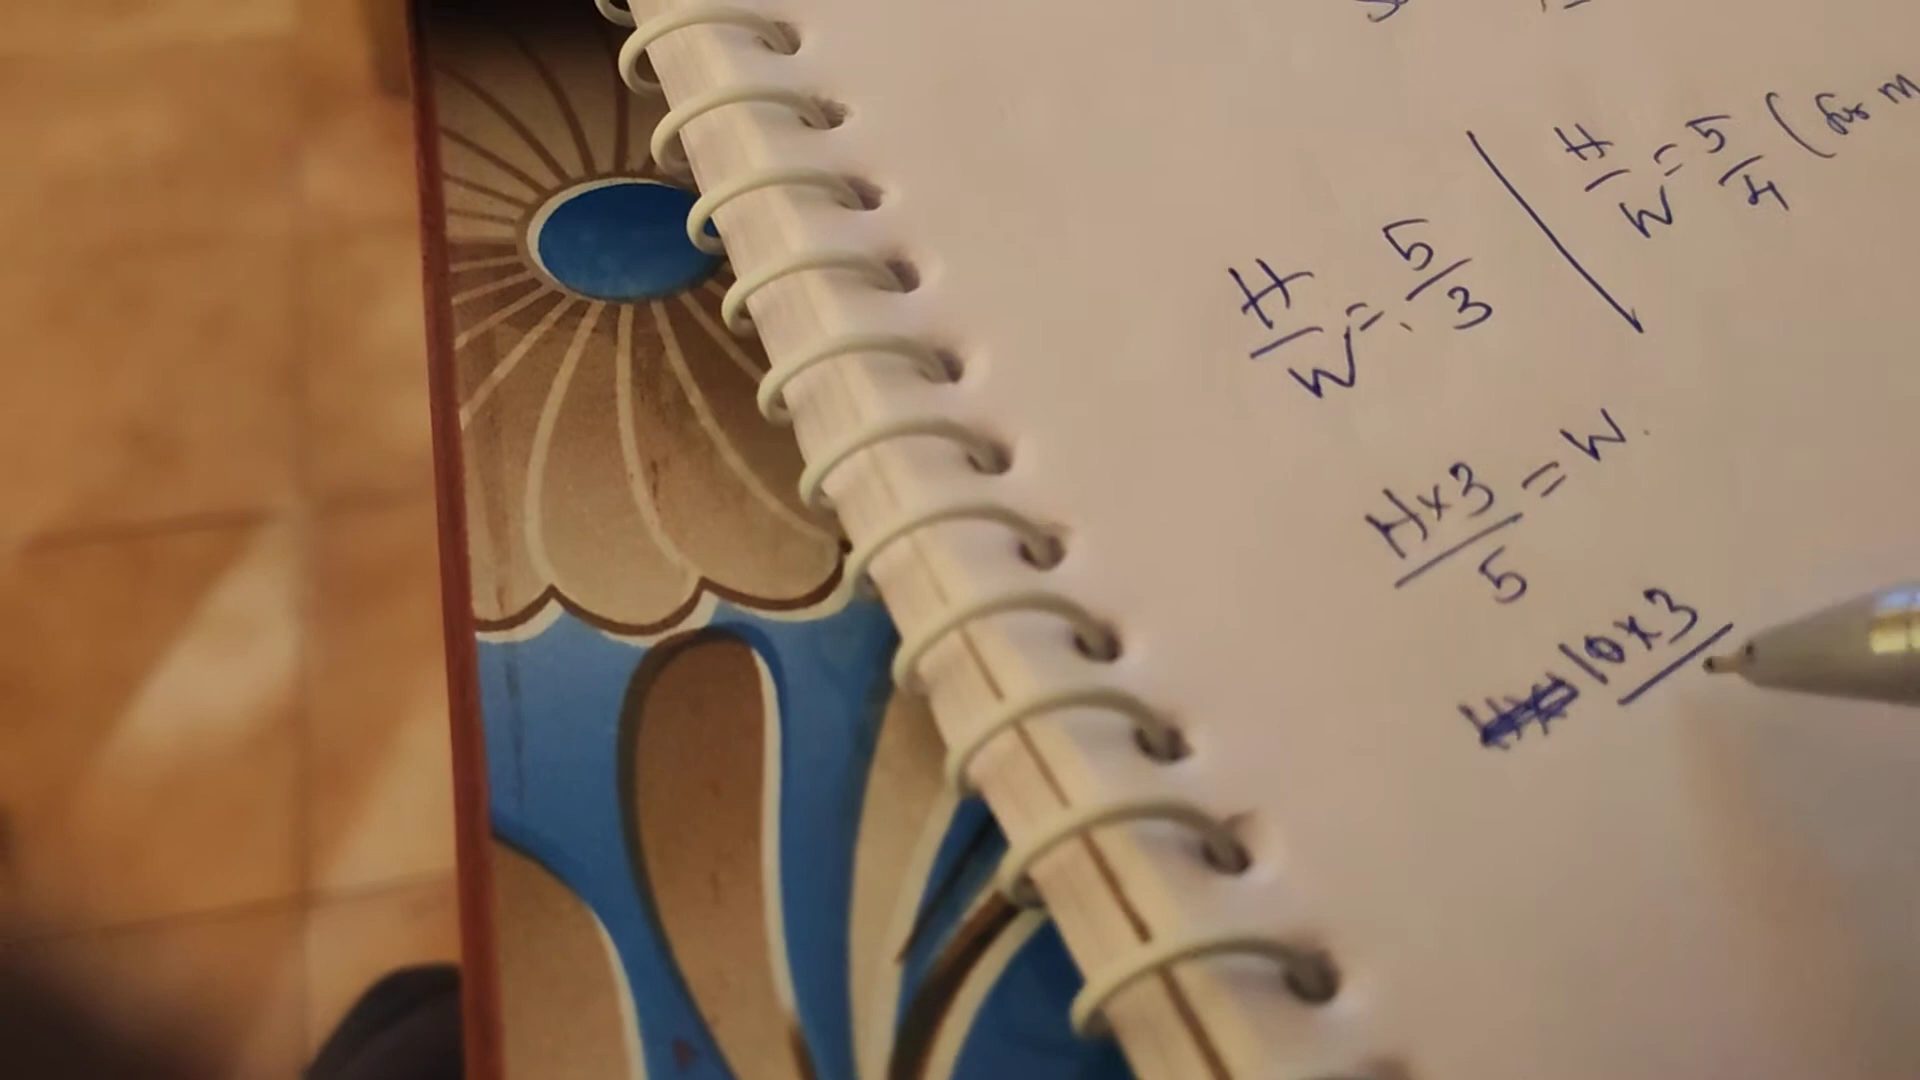 H/W = 5/3 | H/W = 5/4 (for m
H×3/5 = W.
10×3